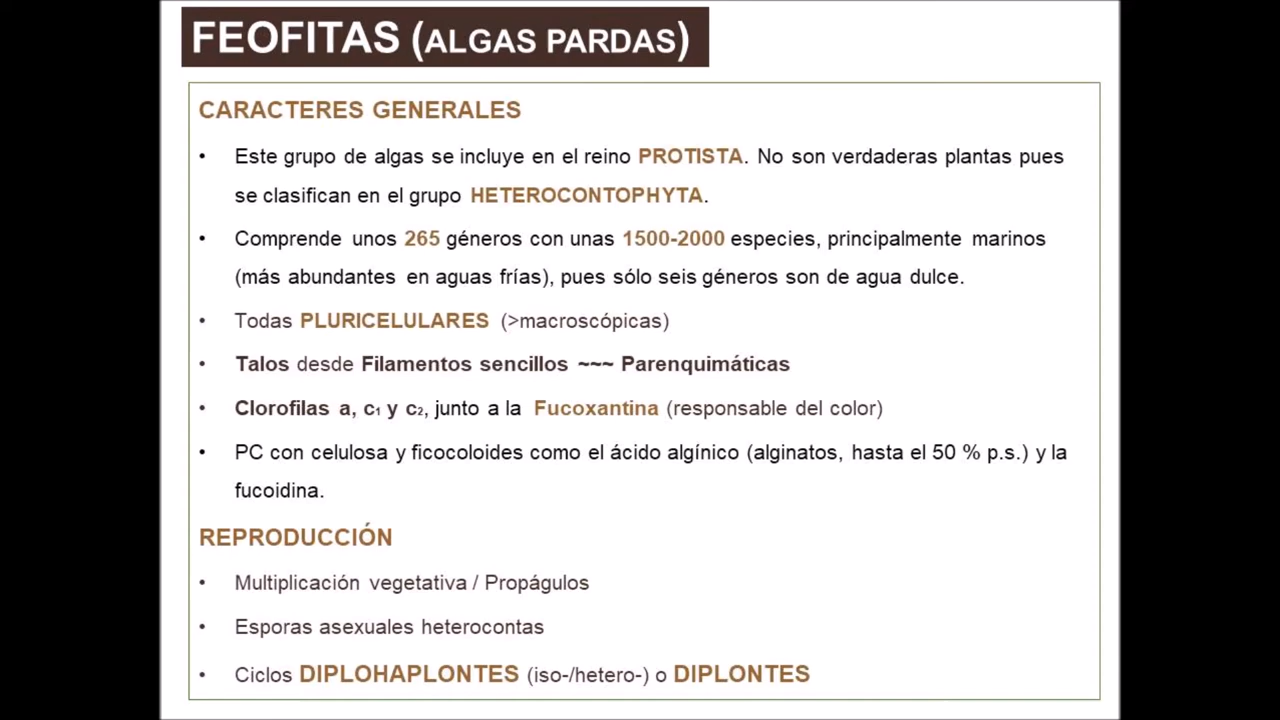 FEOFITAS (ALGAS PARDAS)
CARACTERES GENERALES
• Este grupo de algas se incluye en el reino PROTISTA. No son verdaderas plantas pues
se clasifican en el grupo HETEROCONTOPHYTA.
• Comprende unos 265 géneros con unas 1500-2000 especies, principalmente marinos
(más abundantes en aguas frías), pues sólo seis géneros son de agua dulce.
• Todas PLURICELULARES (>macroscópicas)
• Talos desde Filamentos sencillos ~~~ Parenquimáticas
• Clorofilas a, c₁ y c₂, junto a la Fucoxantina (responsable del color)
• PC con celulosa y ficocoloides como el ácido algínico (alginatos, hasta el 50 % p.s.) y la
fucoidina.
REPRODUCCIÓN
• Multiplicación vegetativa / Propágulos
• Esporas asexuales heterocontas
• Ciclos DIPLOHAPLONTES (iso-/hetero-) o DIPLONTES